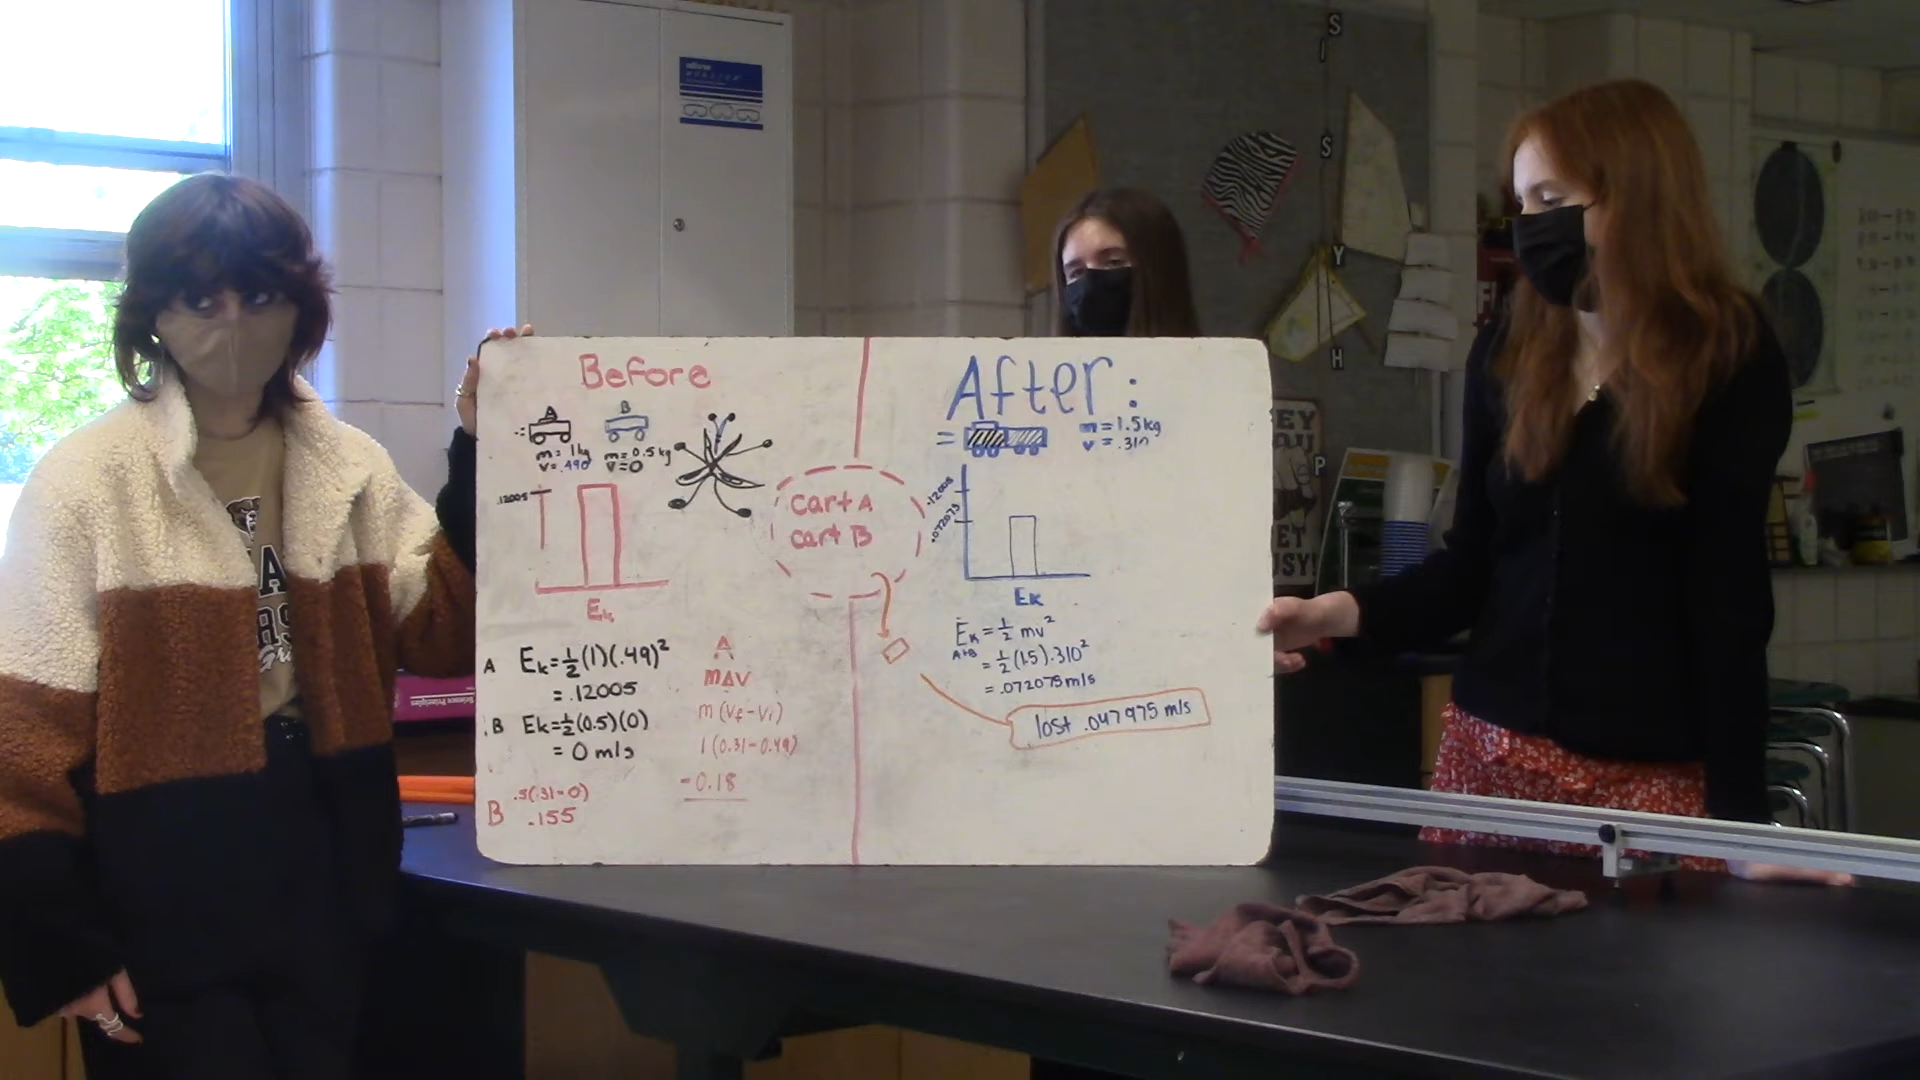 Before
A
B
m = 1kg
v = .490
m = 0.5 kg
v = 0
.12005
Ek
cart A
cart B
A Ek = ½(1)(.49)²
= .12005
B Ek = ½(0.5)(0)
= 0 m/s
B .5(.31-0)
.155
A
mΔv
m(Vf-Vi)
1(0.31-0.49)
-0.18
After:
m = 1.5kg
v = .310
.12005
.072075
Ek
Ek = ½ mv²
A+B
= ½(1.5).310²
= .072075 m/s
lost .047975 m/s
S
I
S
Y
H
P